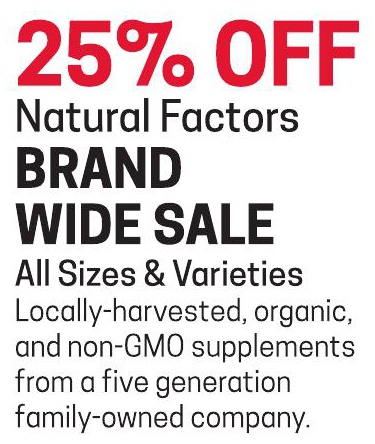 25% OFF
Natural Factors
BRAND
WIDE SALE
All Sizes & Varieties
Locally-harvested, organic,
and non-GMO supplements
from a five generation
family-owned company.